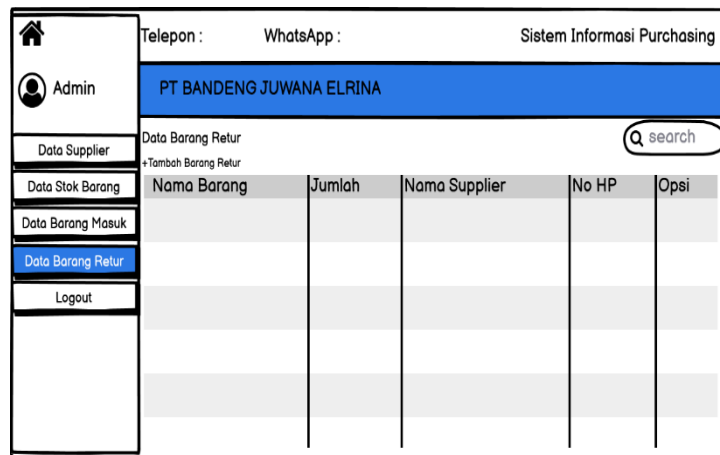 Telepon : WhatsApp : Sistem Informasi Purchasing
Admin
PT BANDENG JUWANA ELRINA
Data Supplier
Data Stok Barang
Data Barang Masuk
Data Barang Retur
Logout
Data Barang Retur
search
+Tambah Barang Retur
Nama Barang Jumlah Nama Supplier No HP Opsi